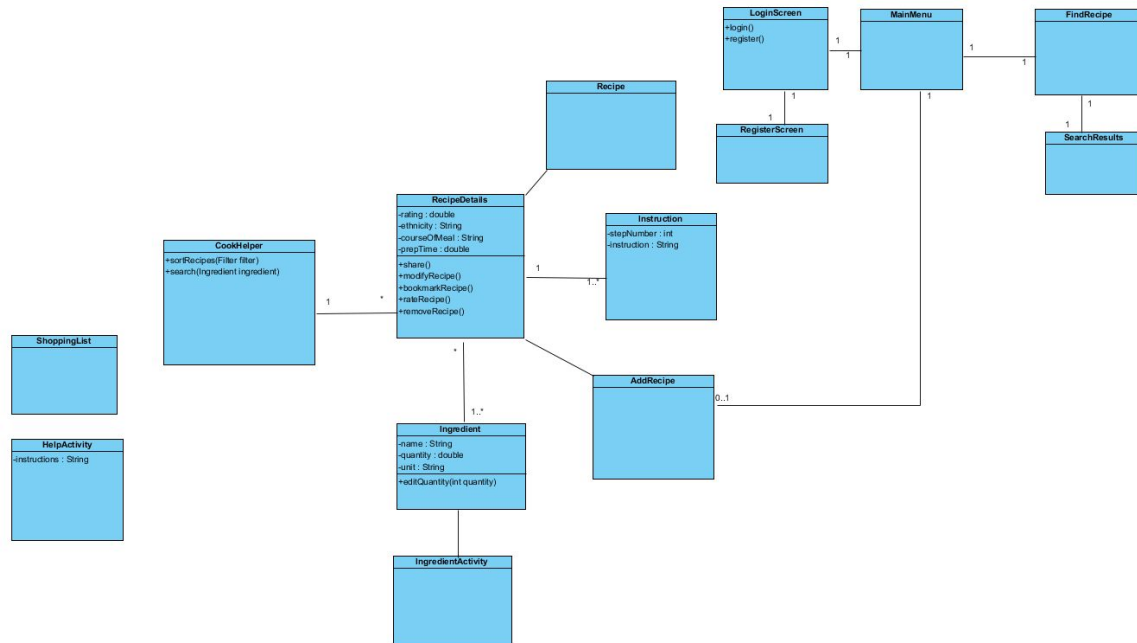 LoginScreen
+login()
+register()
1
1
MainMenu
1
1
FindRecipe
1
1
RegisterScreen
1
1
SearchResults
1
Recipe
RecipeDetails
-rating : double
-ethnicity : String
-courseOfMeal : String
-prepTime : double
+share()
+modifyRecipe()
+bookmarkRecipe()
+rateRecipe()
+removeRecipe()
1
1..*
Instruction
-stepNumber : int
-instruction : String
CookHelper
+sortRecipes(Filter filter)
+search(Ingredient ingredient)
1
*
ShoppingList
HelpActivity
-instructions : String
*
1..*
AddRecipe
0..1
Ingredient
-name : String
-quantity : double
-unit : String
+editQuantity(int quantity)
IngredientActivity